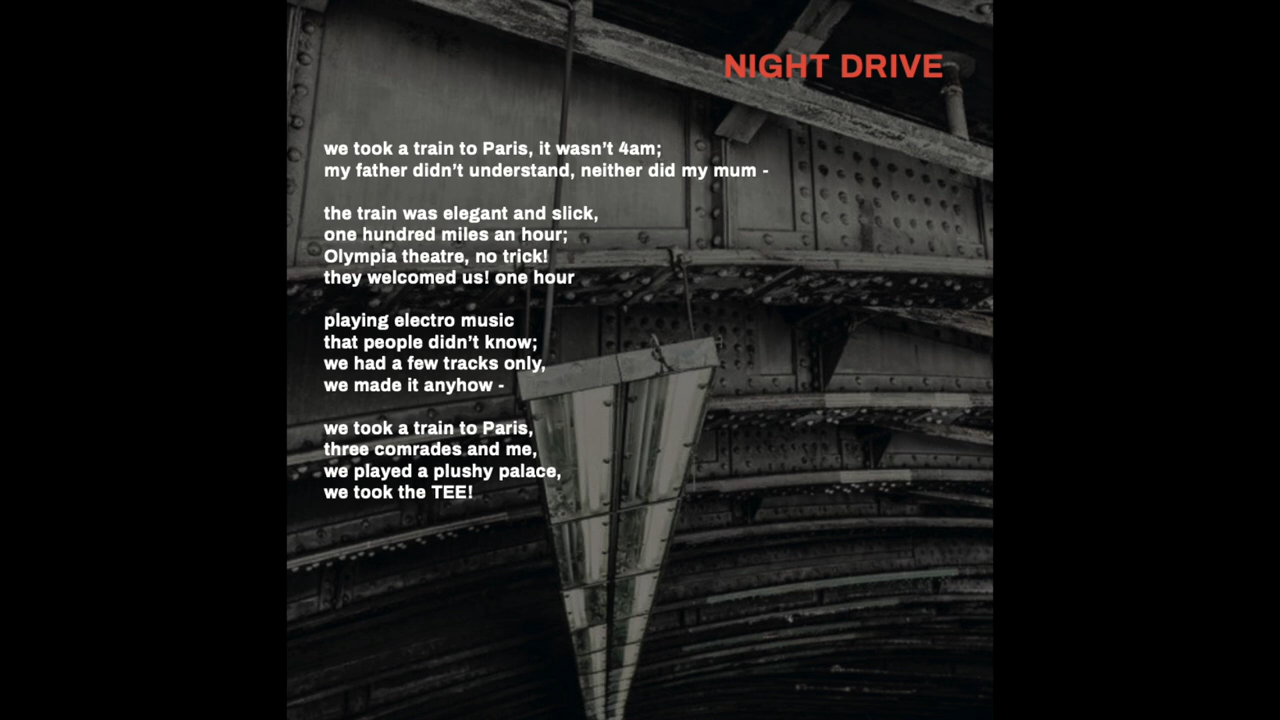 NIGHT DRIVE
we took a train to Paris, it wasn’t 4am;
my father didn’t understand, neither did my mum -
the train was elegant and slick,
one hundred miles an hour;
Olympia theatre, no trick!
they welcomed us! one hour
playing electro music
that people didn’t know;
we had a few tracks only,
we made it anyhow -
we took a train to Paris,
three comrades and me,
we played a plushy palace,
we took the TEE!